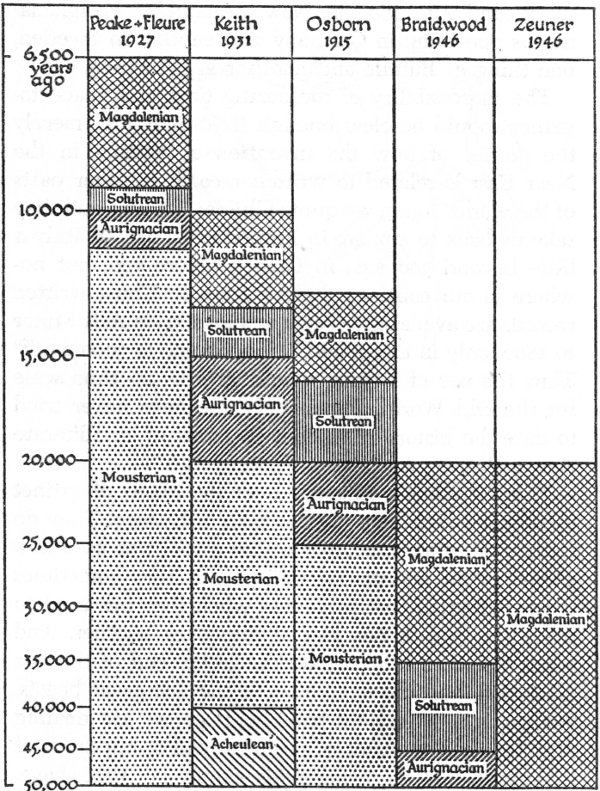 Peake & Fleure
1927
Keith
1931
Osborn
1915
Braidwood
1946
Zeuner
1946
6,500
years
ago
10,000
15,000
20,000
25,000
30,000
35,000
40,000
45,000
50,000
Magdalenian
Solutrean
Aurignacian
Mousterian
Magdalenian
Solutrean
Aurignacian
Mousterian
Acheulean
Magdalenian
Solutrean
Aurignacian
Mousterian
Magdalenian
Solutrean
Aurignacian
Magdalenian